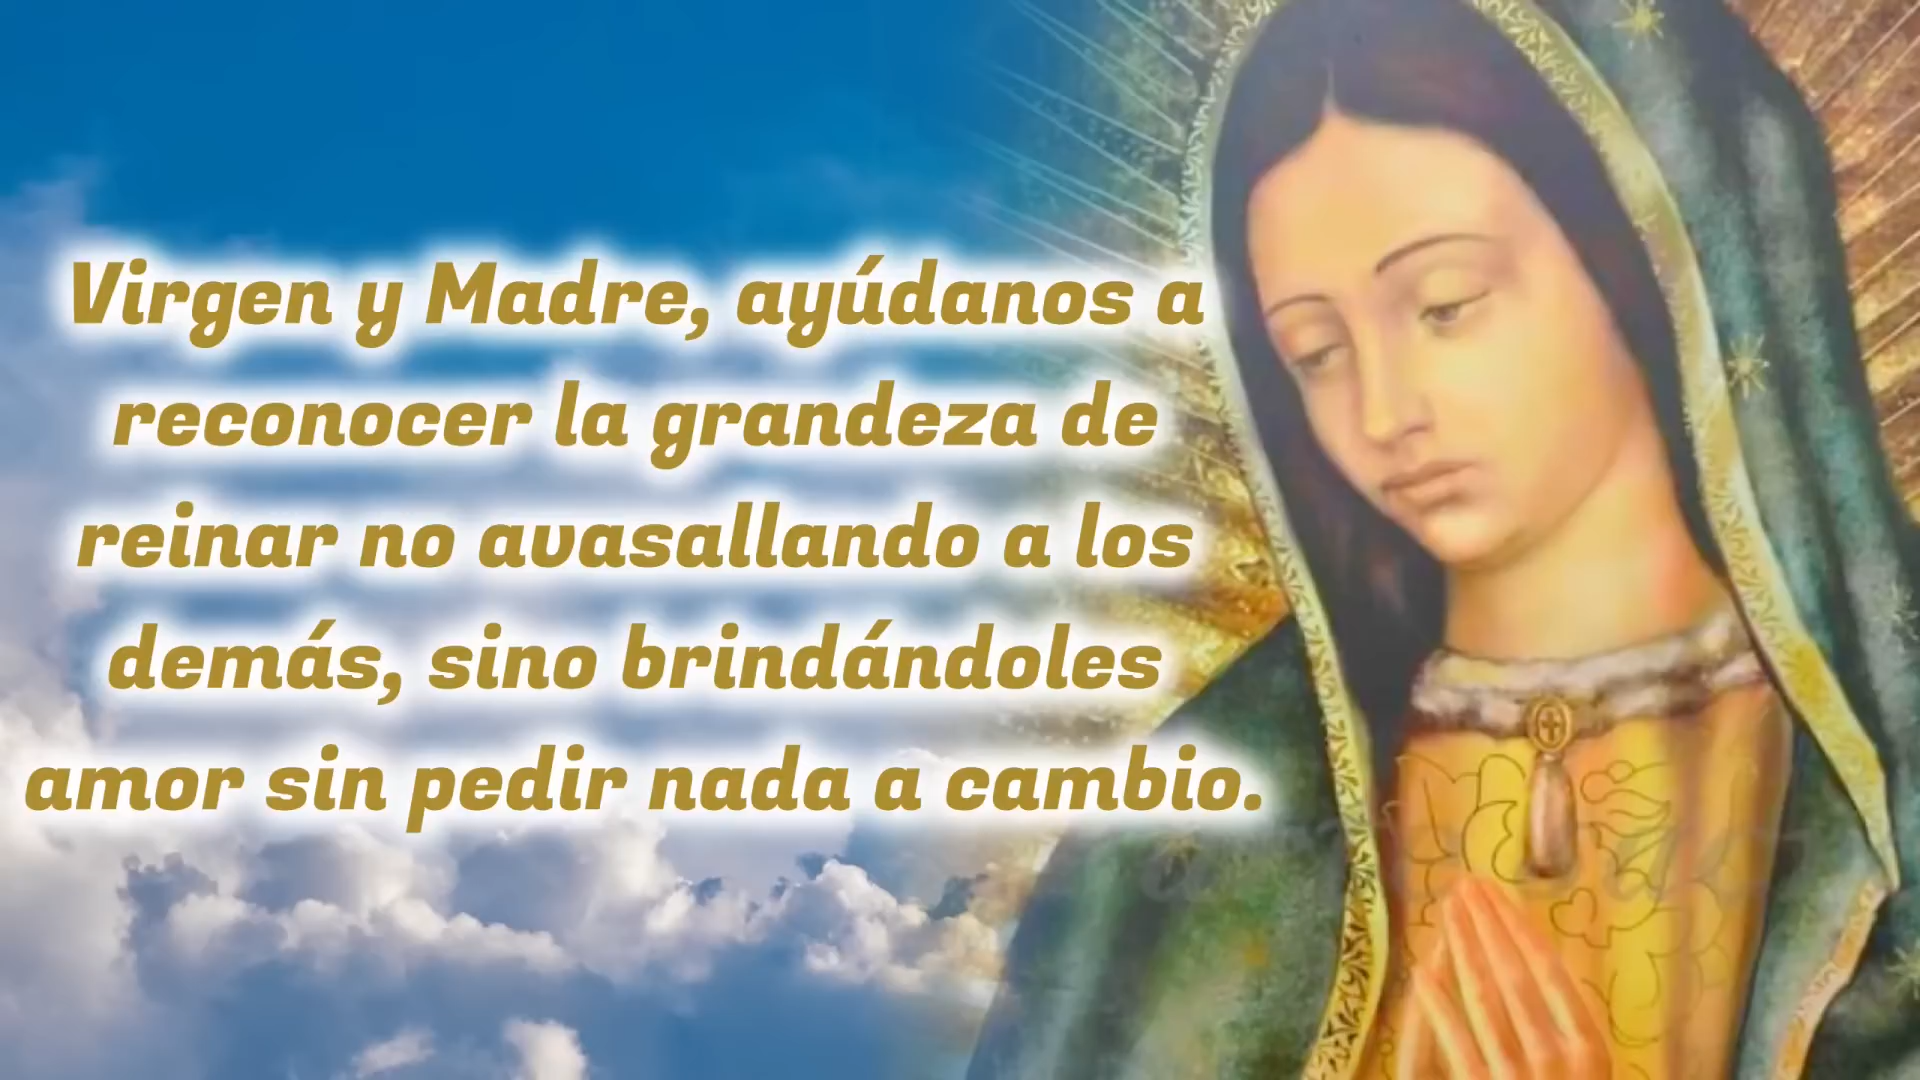 Virgen y Madre, ayúdanos a
reconocer la grandeza de
reinar no avasallando a los
demás, sino brindándoles
amor sin pedir nada a cambio.